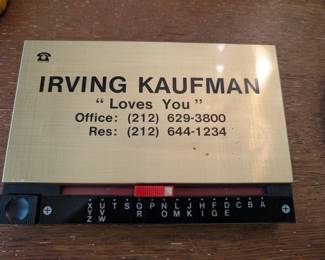 IRVING KAUFMAN
" Loves You "
Office: (212) 629-3800
Res: (212) 644-1234
X U T S Q P N L J H F D C B A
Y V R O M K I G E
Z W